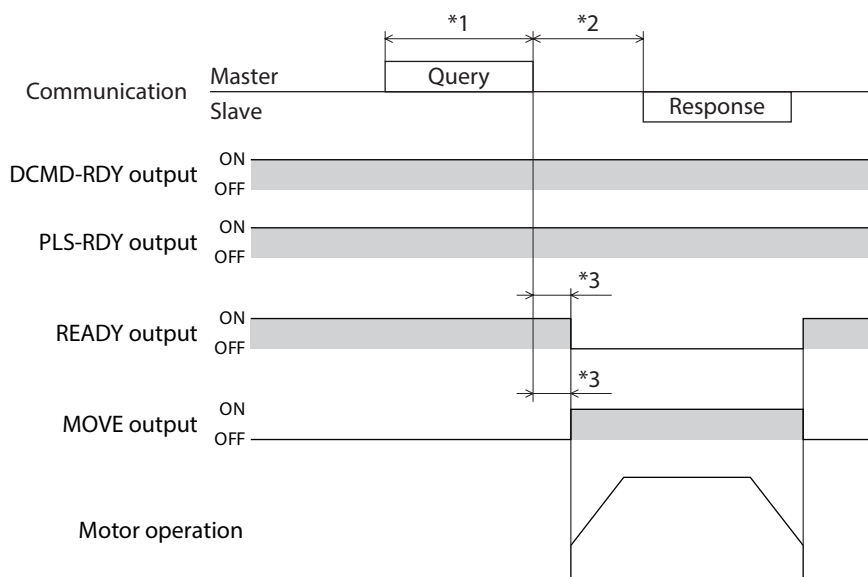 *1
*2
Communication
Master
Query
Slave
Response
DCMD-RDY output
ON
OFF
PLS-RDY output
ON
OFF
*3
READY output
ON
OFF
*3
MOVE output
ON
OFF
Motor operation